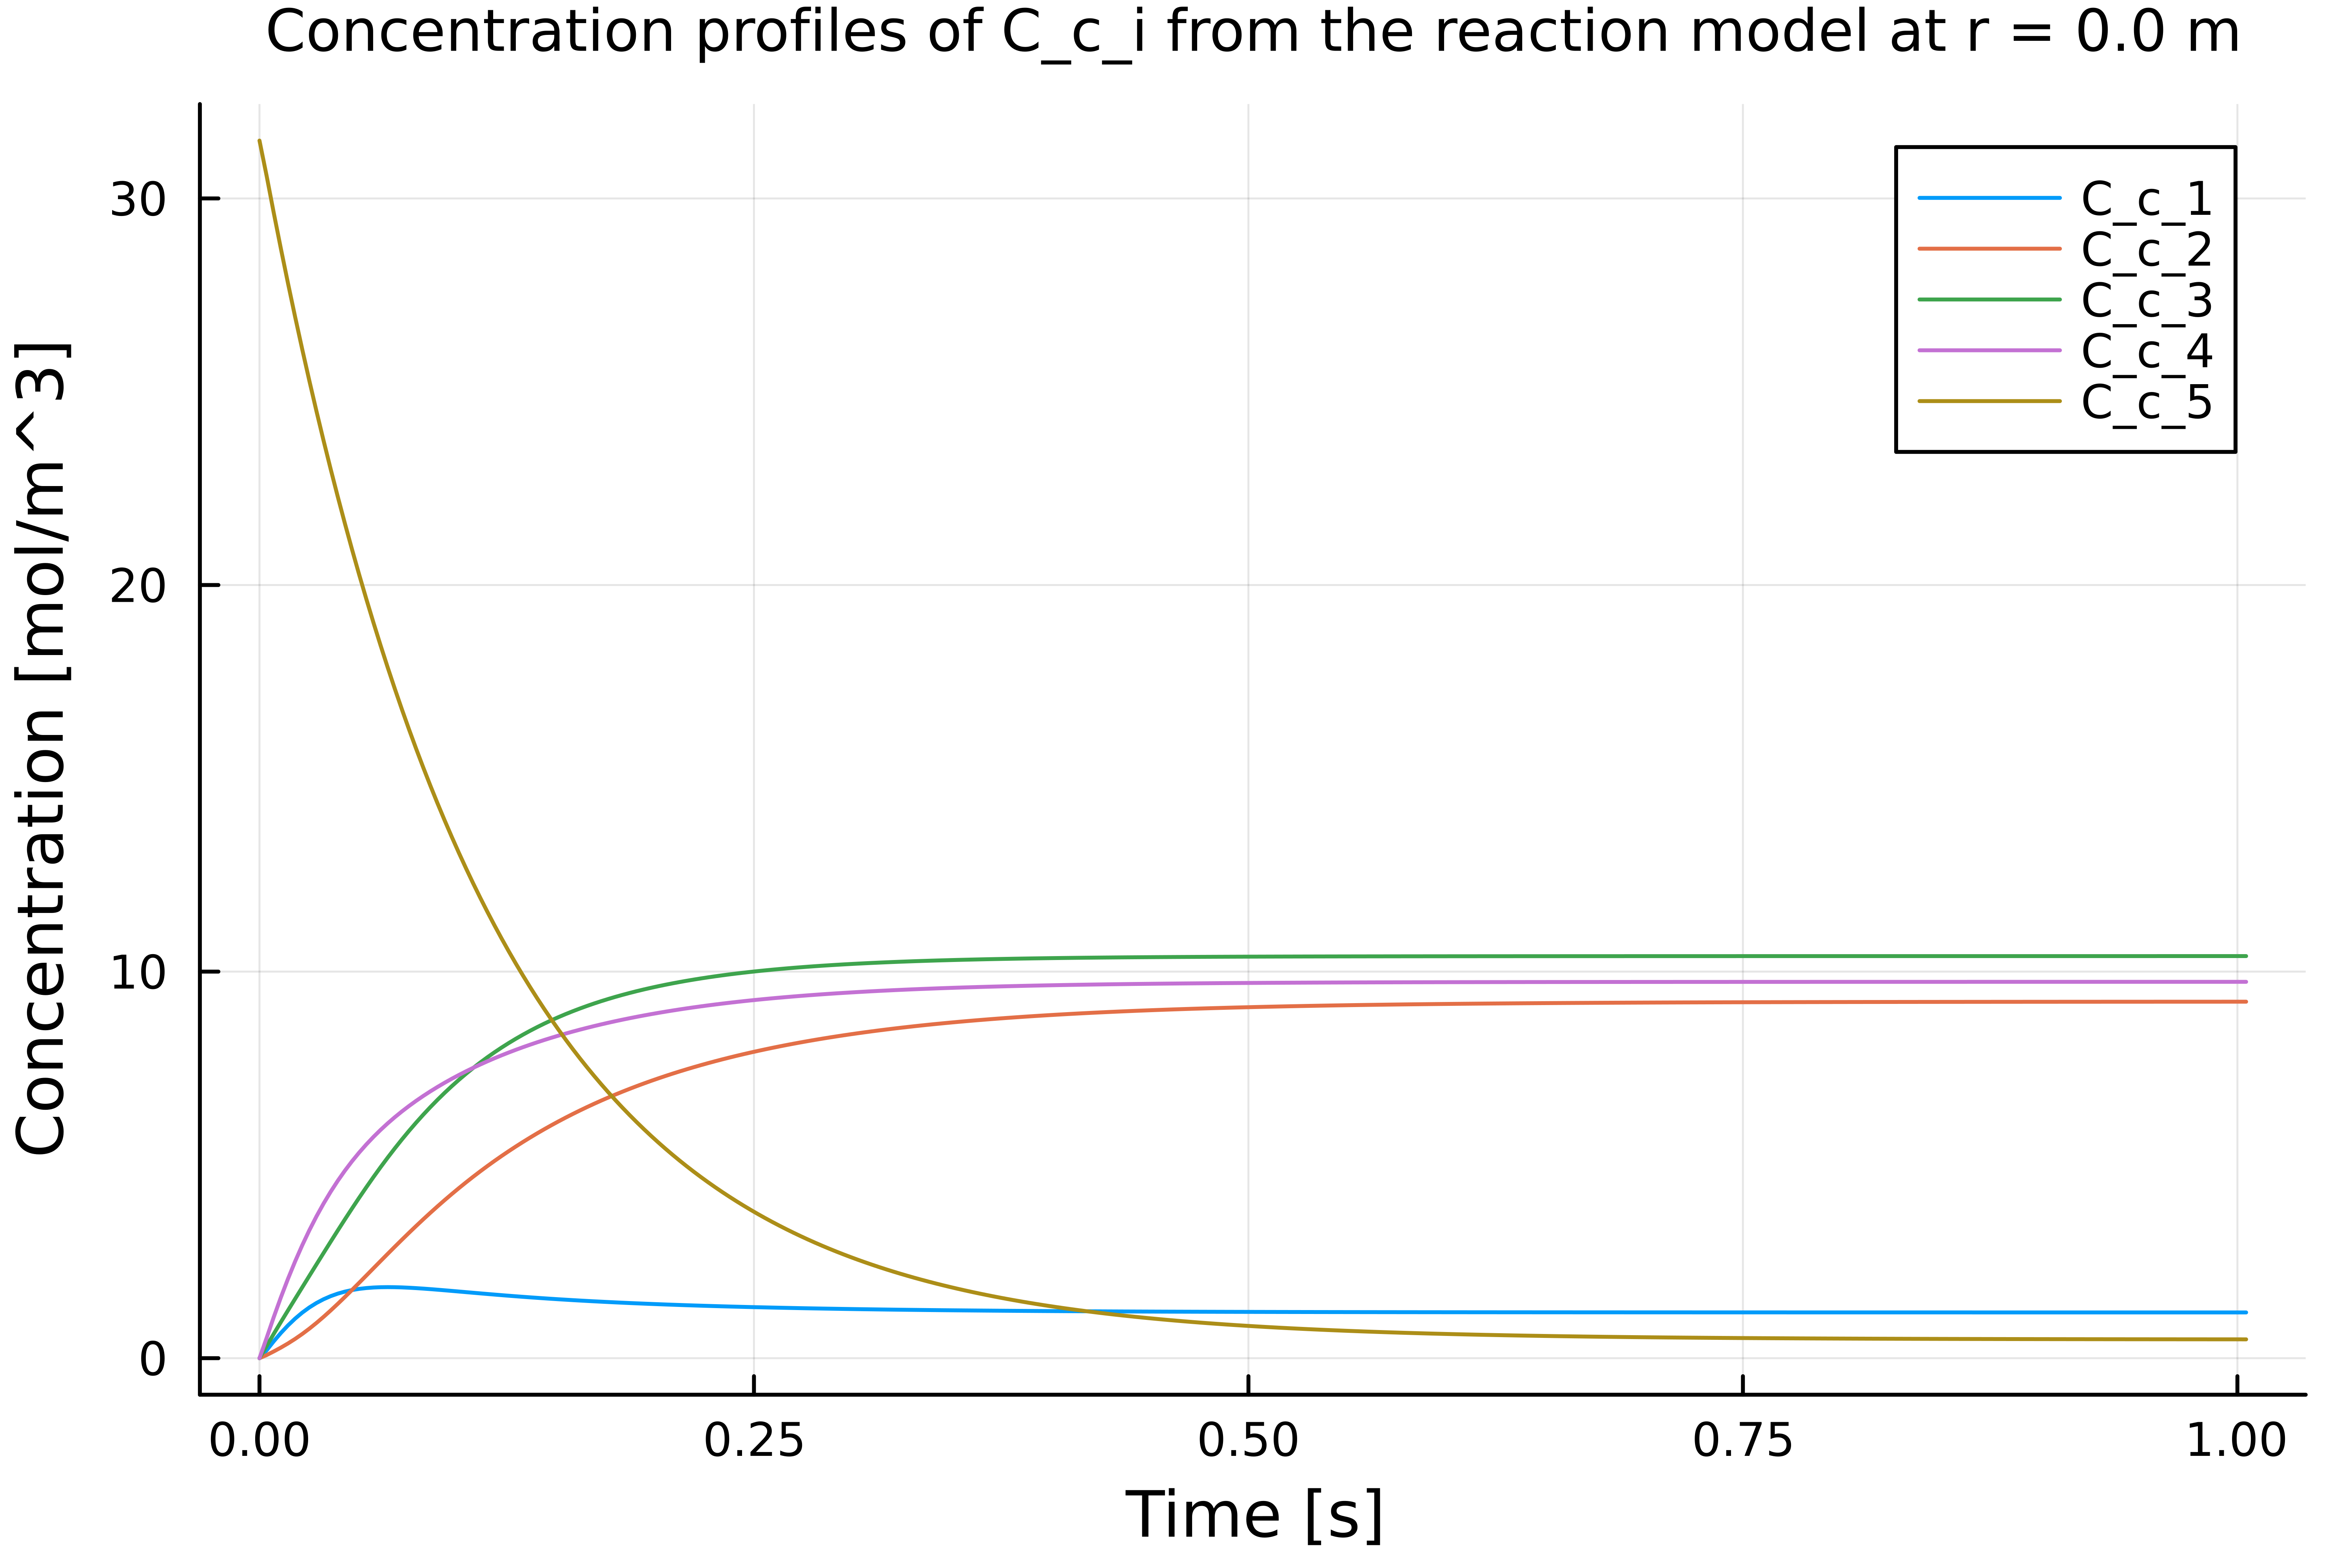 Concentration profiles of C_c_i from the reaction model at r = 0.0 m
Concentration [mol/m^3]
30
20
10
0
C_c_1
C_c_2
C_c_3
C_c_4
C_c_5
0.00
0.25
0.50
0.75
1.00
Time [s]